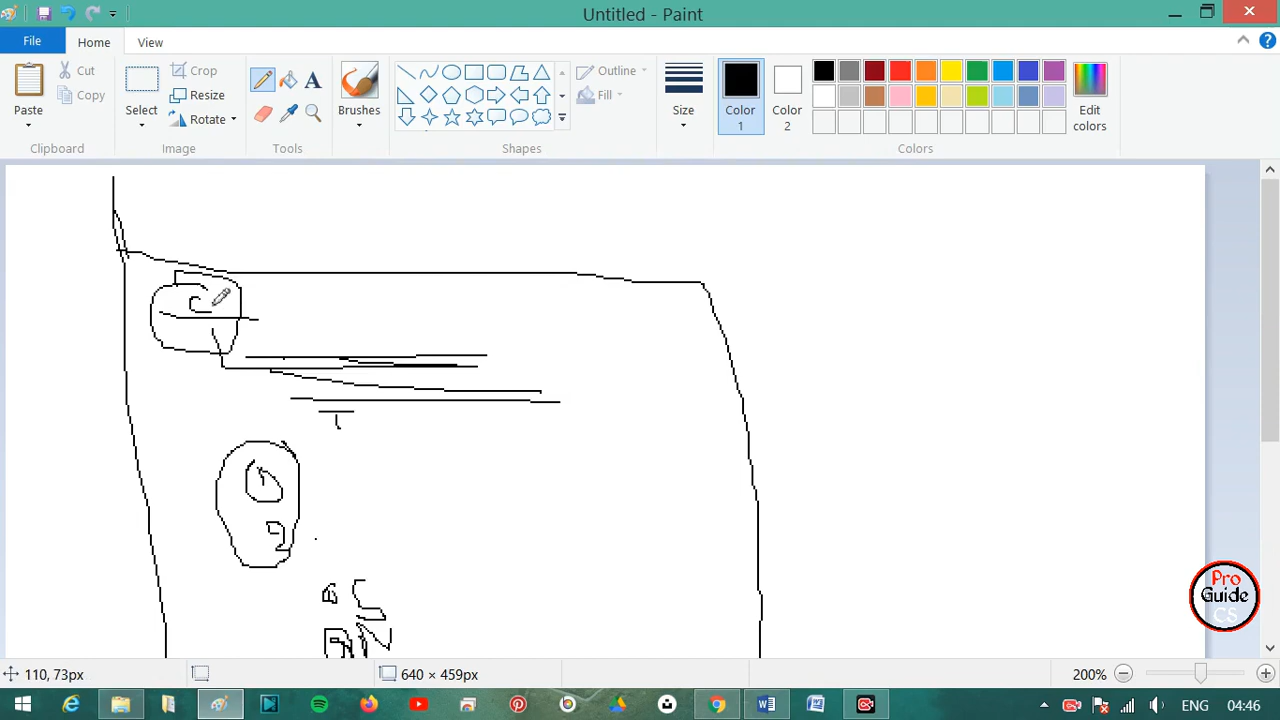 Untitled - Paint
File Home View
Paste
Cut
Copy
Select
Crop
Resize
Rotate
A
Brushes
Outline
Fill
Size
Color 1
Color 2
Edit colors
Clipboard Image Tools Shapes Colors
Pro
Guide
CS
110, 73px 640 × 459px 200%
ENG 04:46